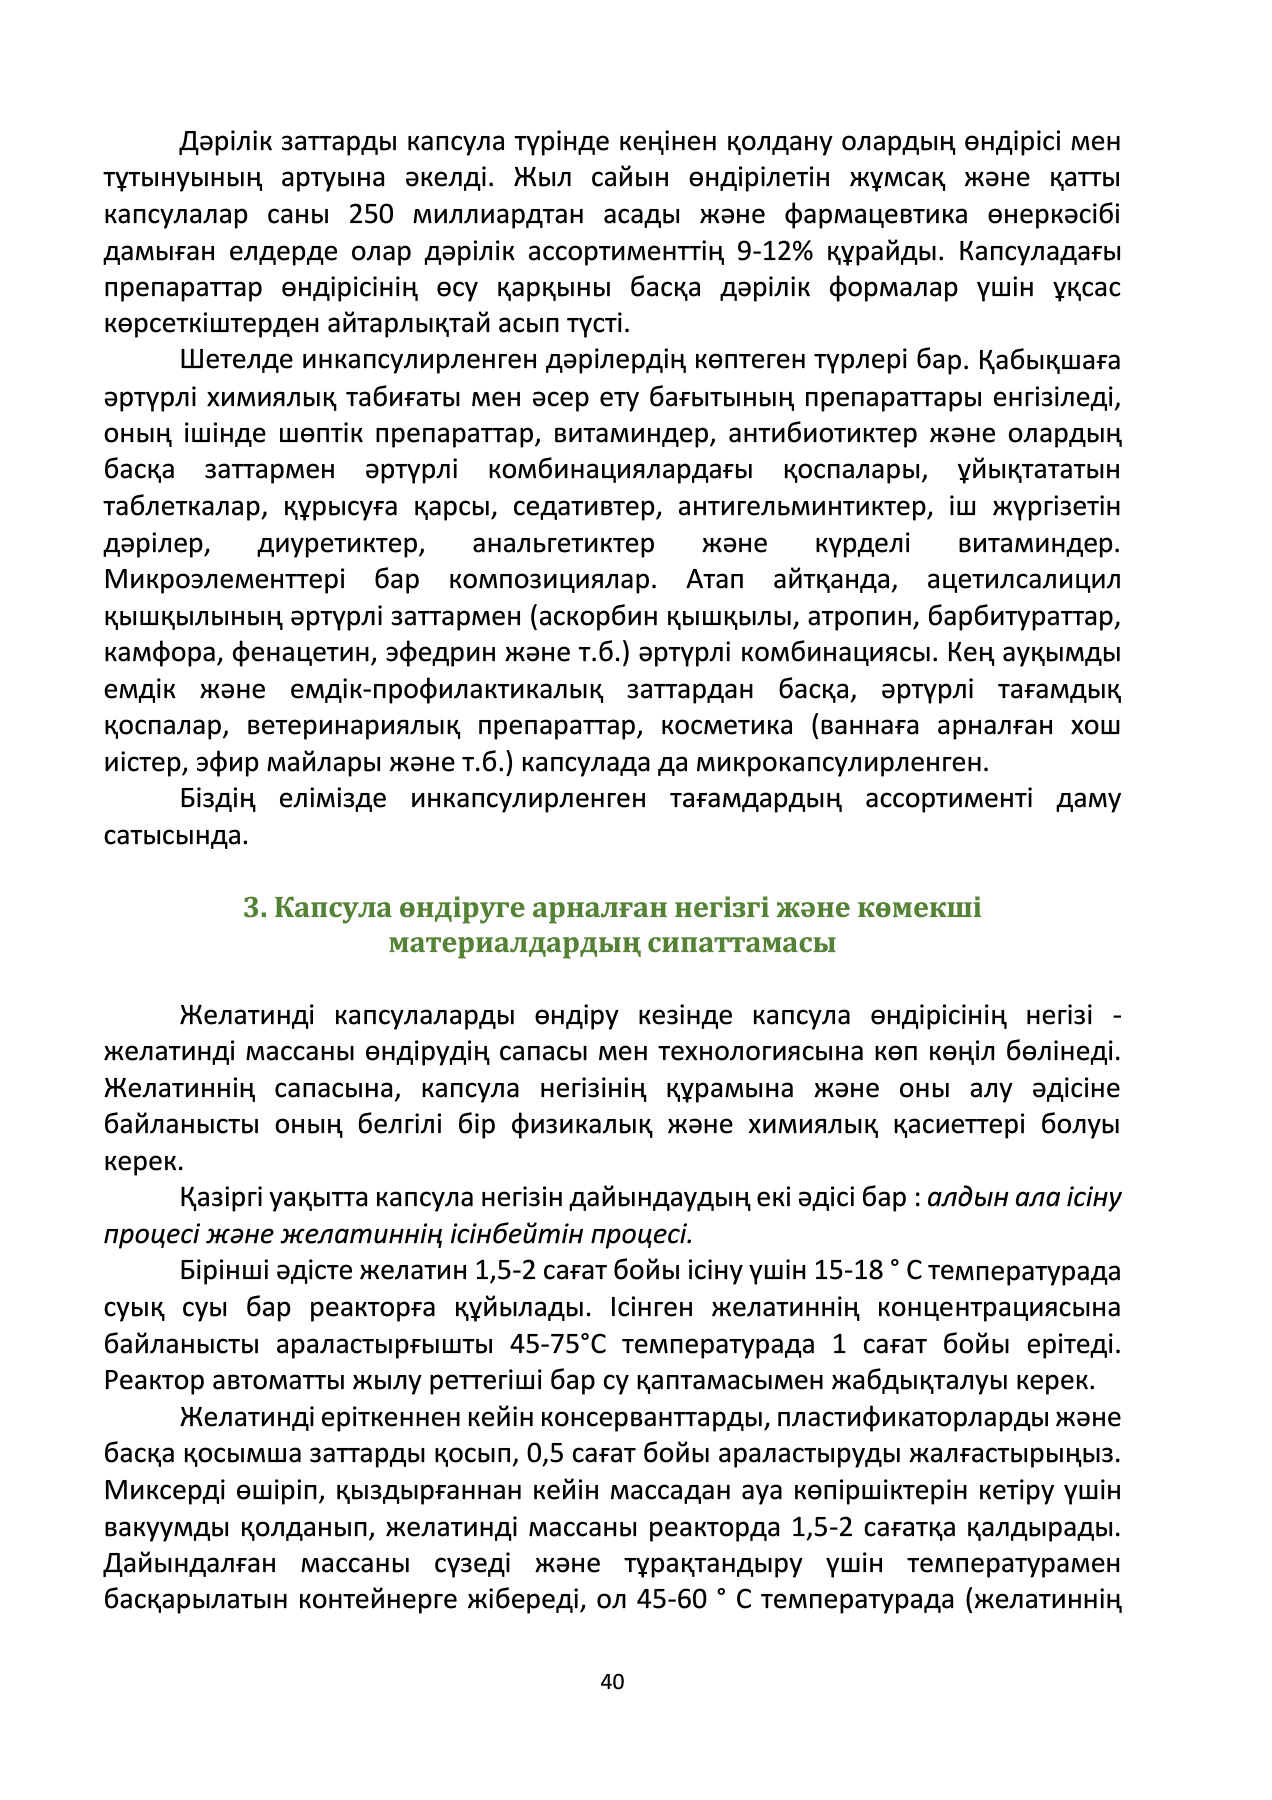 Дәрілік заттарды капсула түрінде кеңінен қолдану олардың өндірісі мен
тұтынуының артуына әкелді. Жыл сайын өндірілетін жұмсақ және қатты
капсулалар саны 250 миллиардтан асады және фармацевтика өнеркәсібі
дамыған елдерде олар дәрілік ассортименттің 9-12% құрайды. Капсуладағы
препараттар өндірісінің өсу қарқыны басқа дәрілік формалар үшін ұқсас
көрсеткіштерден айтарлықтай асып түсті.
Шетелде инкапсулирленген дәрілердің көптеген түрлері бар. Қабықшаға
әртүрлі химиялық табиғаты мен әсер ету бағытының препараттары енгізіледі,
оның ішінде шөптік препараттар, витаминдер, антибиотиктер және олардың
басқа заттармен әртүрлі комбинациялардағы қоспалары, ұйықтататын
таблеткалар, құрысуға қарсы, седативтер, антигельминтиктер, іш жүргізетін
дәрілер, диуретиктер, анальгетиктер және күрделі витаминдер.
Микроэлементтері бар композициялар. Атап айтқанда, ацетилсалицил
қышқылының әртүрлі заттармен (аскорбин қышқылы, атропин, барбитураттар,
камфора, фенацетин, эфедрин және т.б.) әртүрлі комбинациясы. Кең ауқымды
емдік және емдік-профилактикалық заттардан басқа, әртүрлі тағамдық
қоспалар, ветеринариялық препараттар, косметика (ваннаға арналған хош
иістер, эфир майлары және т.б.) капсулада да микрокапсулирленген.
Біздің елімізде инкапсулирленген тағамдардың ассортименті даму
сатысында.
3. Капсула өндіруге арналған негізгі және көмекші
материалдардың сипаттамасы
Желатинді капсулаларды өндіру кезінде капсула өндірісінің негізі -
желатинді массаны өндірудің сапасы мен технологиясына көп көңіл бөлінеді.
Желатиннің сапасына, капсула негізінің құрамына және оны алу әдісіне
байланысты оның белгілі бір физикалық және химиялық қасиеттері болуы
керек.
Қазіргі уақытта капсула негізін дайындаудың екі әдісі бар : алдын ала ісіну
процесі және желатиннің ісінбейтін процесі.
Бірінші әдісте желатин 1,5-2 сағат бойы ісіну үшін 15-18 ° С температурада
суық суы бар реакторға құйылады. Ісінген желатиннің концентрациясына
байланысты араластырғышты 45-75°С температурада 1 сағат бойы ерітеді.
Реактор автоматты жылу реттегіші бар су қаптамасымен жабдықталуы керек.
Желатинді еріткеннен кейін консерванттарды, пластификаторларды және
басқа қосымша заттарды қосып, 0,5 сағат бойы араластыруды жалғастырыңыз.
Миксерді өшіріп, қыздырғаннан кейін массадан ауа көпіршіктерін кетіру үшін
вакуумды қолданып, желатинді массаны реакторда 1,5-2 сағатқа қалдырады.
Дайындалған массаны сүзеді және тұрақтандыру үшін температурамен
басқарылатын контейнерге жібереді, ол 45-60 ° С температурада (желатиннің
40